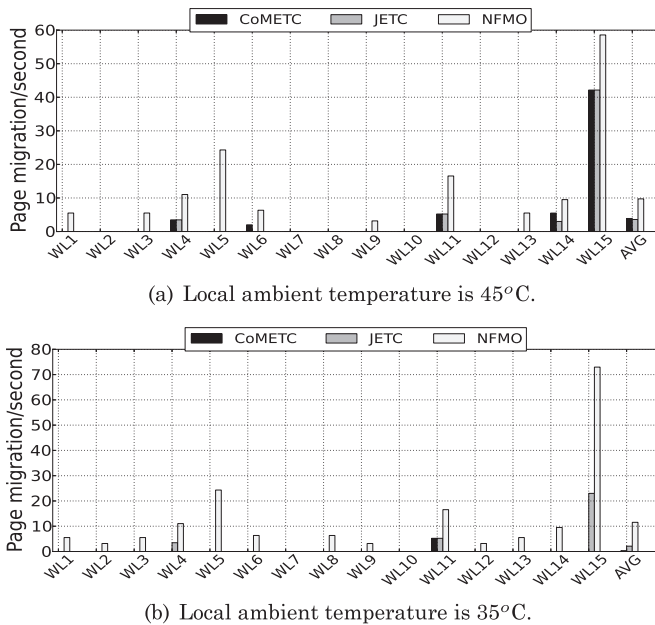 CoMETC JETC NFMO
Page migration/second
60
50
40
30
20
10
0
WL1 WL2 WL3 WL4 WL5 WL6 WL7 WL8 WL9 WL10 WL11 WL12 WL13 WL14 WL15 AVG
(a) Local ambient temperature is 45°C.
CoMETC JETC NFMO
Page migration/second
80
70
60
50
40
30
20
10
0
WL1 WL2 WL3 WL4 WL5 WL6 WL7 WL8 WL9 WL10 WL11 WL12 WL13 WL14 WL15 AVG
(b) Local ambient temperature is 35°C.